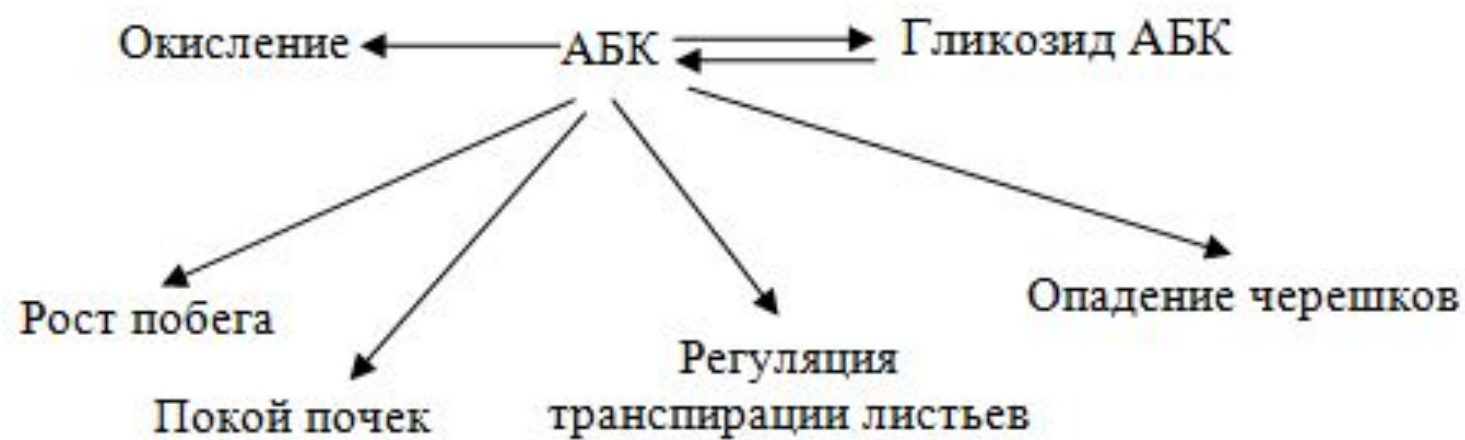 Окисление
АБК
Гликозид АБК
Рост побега
Покой почек
Регуляция
транспирации листьев
Опадение черешков